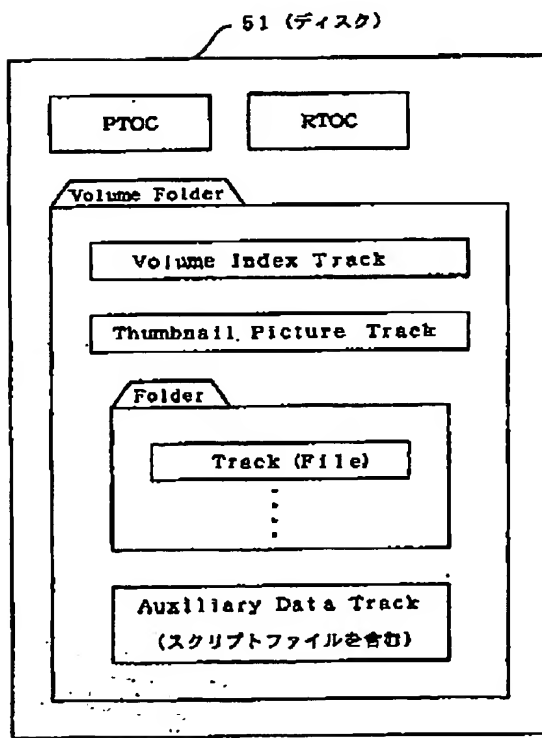 51 (ディスク)
PTOC
RTOC
Volume Folder
Volume Index Track
Thumbnail Picture Track
Folder
Track (File)
Auxiliary Data Track
(スクリプトファイルを含む)